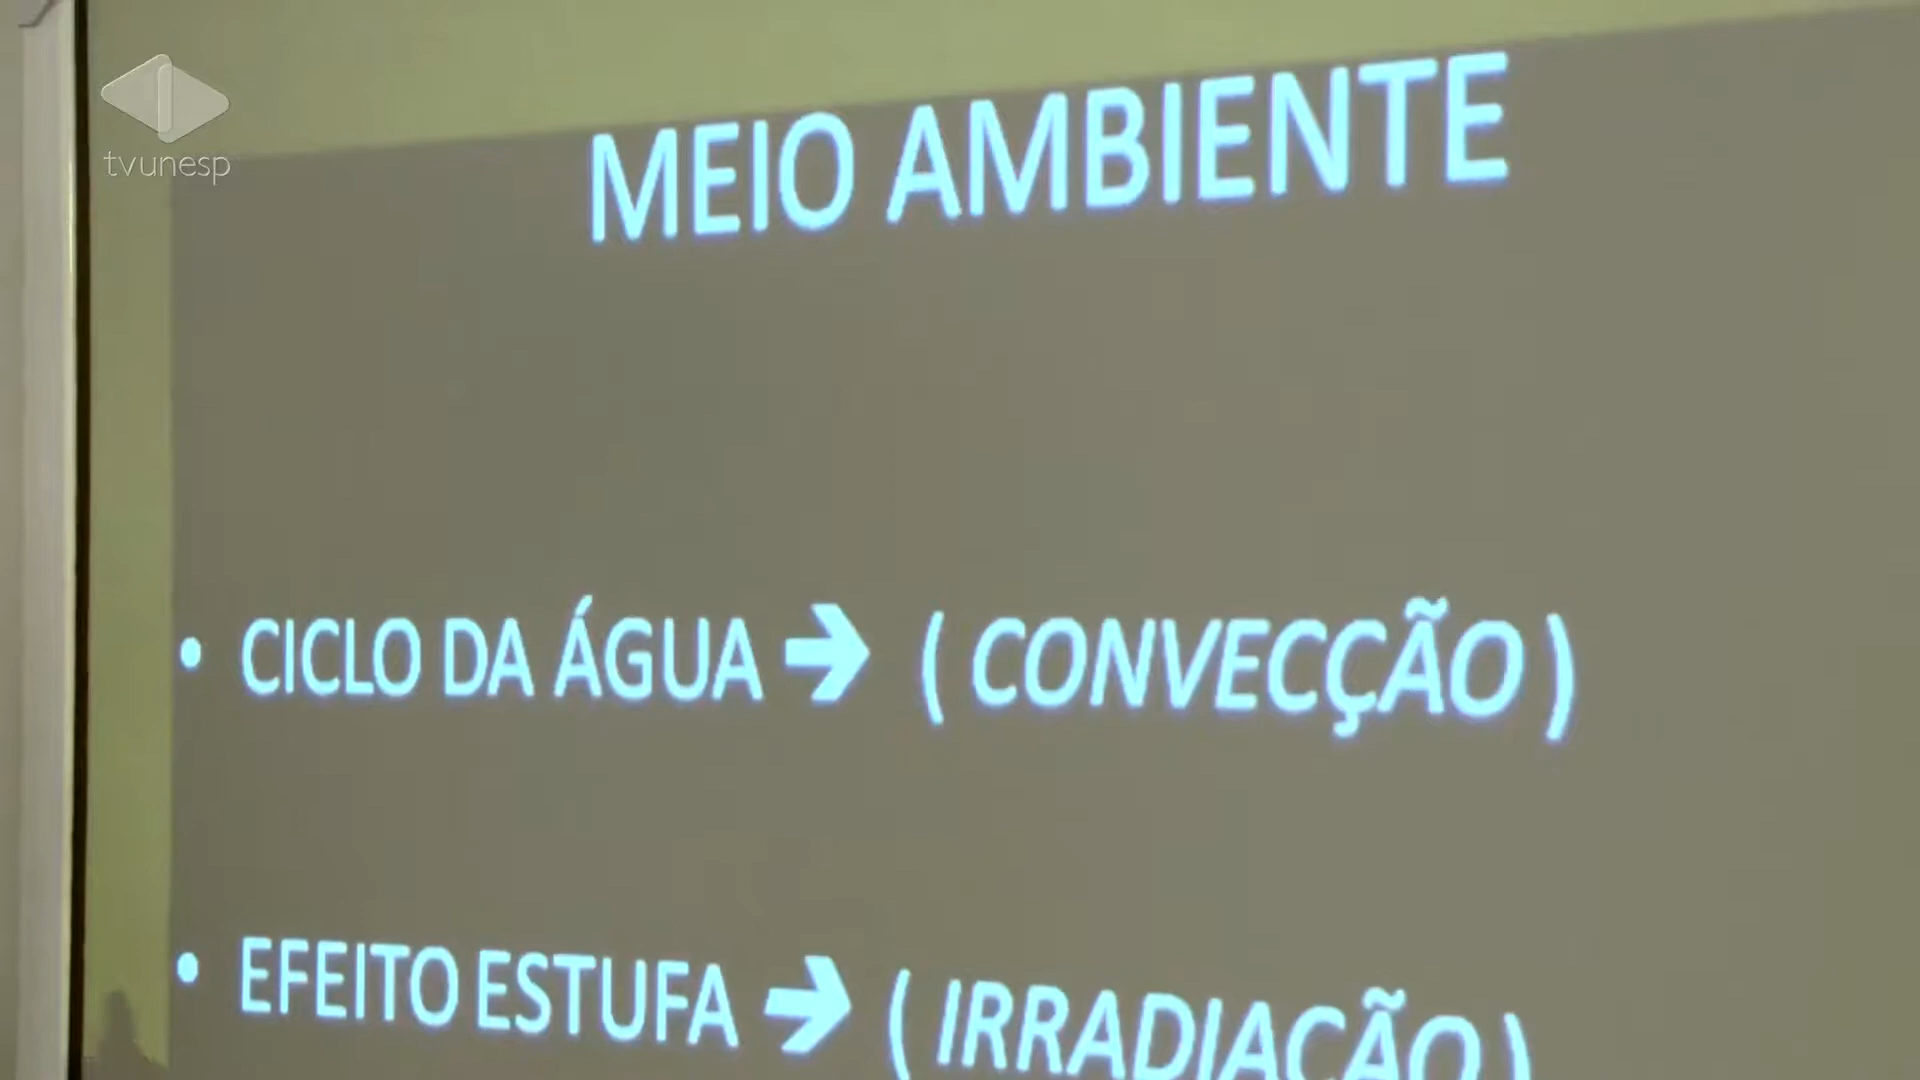 tvunesp
MEIO AMBIENTE
• CICLO DA ÁGUA ➔ ( CONVECÇÃO )
• EFEITO ESTUFA ➔ ( IRRADIAÇÃO )